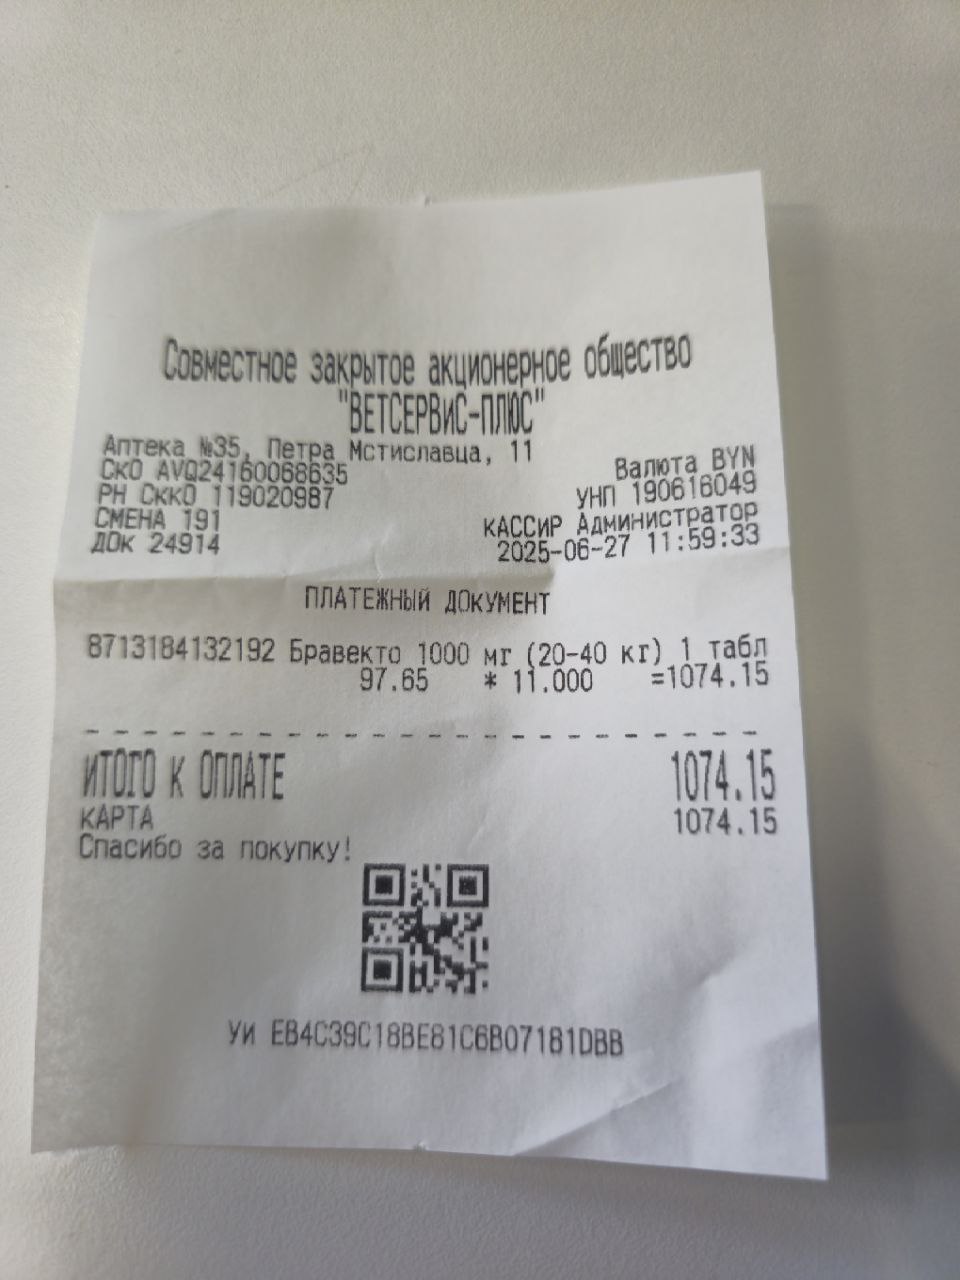 Совместное закрытое акционерное общество
"ВЕТСЕРВИС-ПЛЮС"
Аптека №35, Петра Мстиславца, 11
СКО AVQ24160068635 Валюта BYN
РН СККО 119020987 УНП 190616049
СМЕНА 191 КАССИР Администратор
ДОК 24914 2025-06-27 11:59:33
ПЛАТЕЖНЫЙ ДОКУМЕНТ
8713184132192 Бравекто 1000 мг (20-40 кг) 1 табл
97.65 * 11.000 =1074.15
ИТОГО К ОПЛАТЕ 1074.15
КАРТА 1074.15
Спасибо за покупку!
УИ EB4C39C18BE81C6B07181DBB